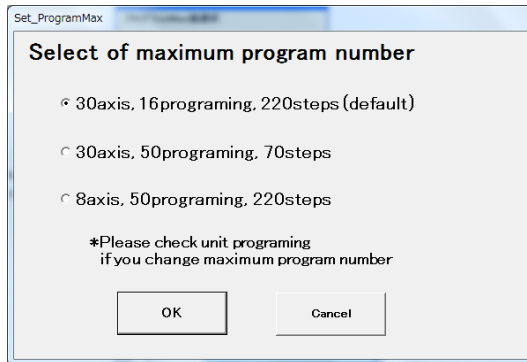 Set_ProgramMax
Select of maximum program number
30axis, 16programing, 220steps (default)
30axis, 50programing, 70steps
8axis, 50programing, 220steps
*Please check unit programing
if you change maximum program number
OK
Cancel